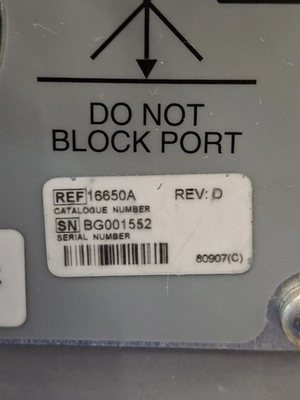 DO NOT
BLOCK PORT
REF 16650A REV: D
CATALOGUE NUMBER
SN BG001552
SERIAL NUMBER
80907(C)